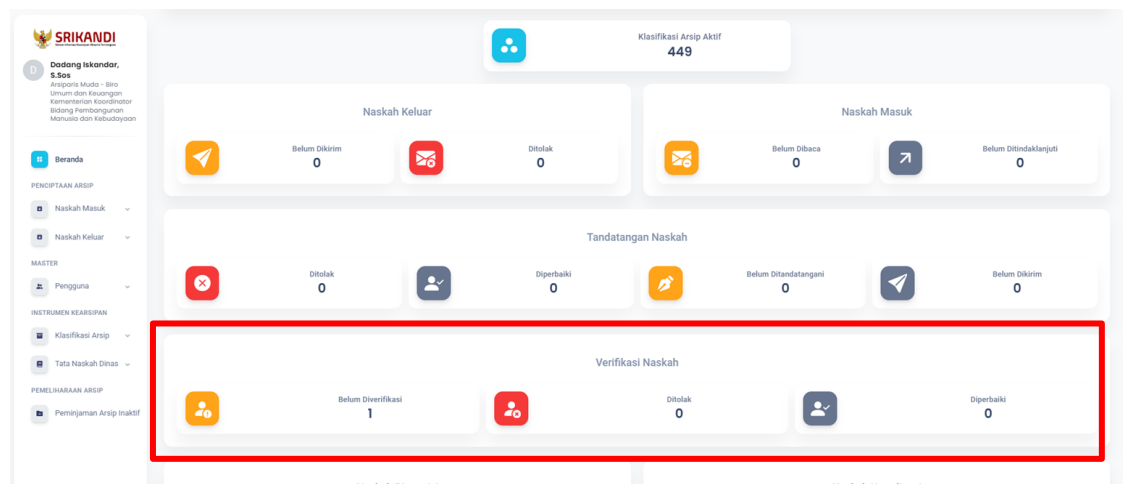 SRIKANDI
D
Dadang Iskandar,
S.Sos
Arsiparis Muda - Biro
Umum dan Keuangan
Kementerian Koordinator
Bidang Pembangunan
Manusia dan Kebudayaan
Beranda
PENCIPTAAN ARSIP
Naskah Masuk
Naskah Keluar
MASTER
Pengguna
INSTRUMEN KEARSIPAN
Klasifikasi Arsip
Tata Naskah Dinas
PEMELIHARAAN ARSIP
Peminjaman Arsip Inaktif
Klasifikasi Arsip Aktif
449
Naskah Keluar
Belum Dikirim
0
Ditolak
0
Naskah Masuk
Belum Dibaca
0
Belum Ditindaklanjuti
0
Tandatangan Naskah
Ditolak
0
Diperbaiki
0
Belum Ditandatangani
0
Belum Dikirim
0
Verifikasi Naskah
Belum Diverifikasi
1
Ditolak
0
Diperbaiki
0